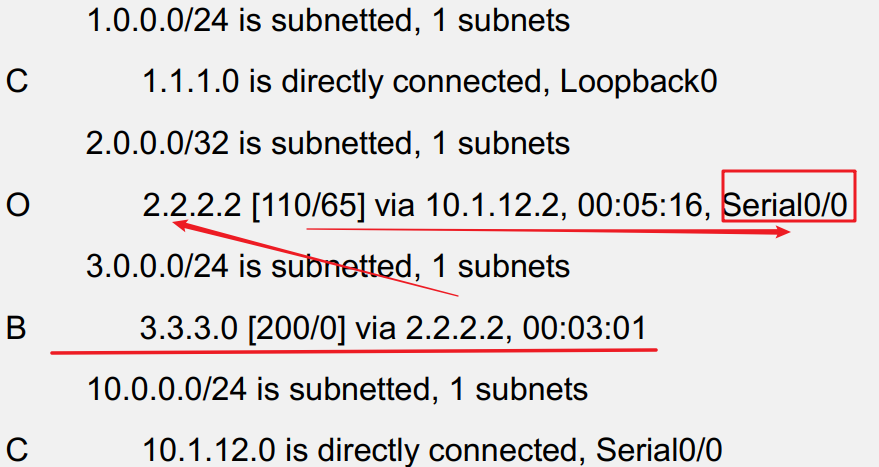 1.0.0.0/24 is subnetted, 1 subnets
C 1.1.1.0 is directly connected, Loopback0
2.0.0.0/32 is subnetted, 1 subnets
O 2.2.2.2 [110/65] via 10.1.12.2, 00:05:16, Serial0/0
3.0.0.0/24 is subnetted, 1 subnets
B 3.3.3.0 [200/0] via 2.2.2.2, 00:03:01
10.0.0.0/24 is subnetted, 1 subnets
C 10.1.12.0 is directly connected, Serial0/0